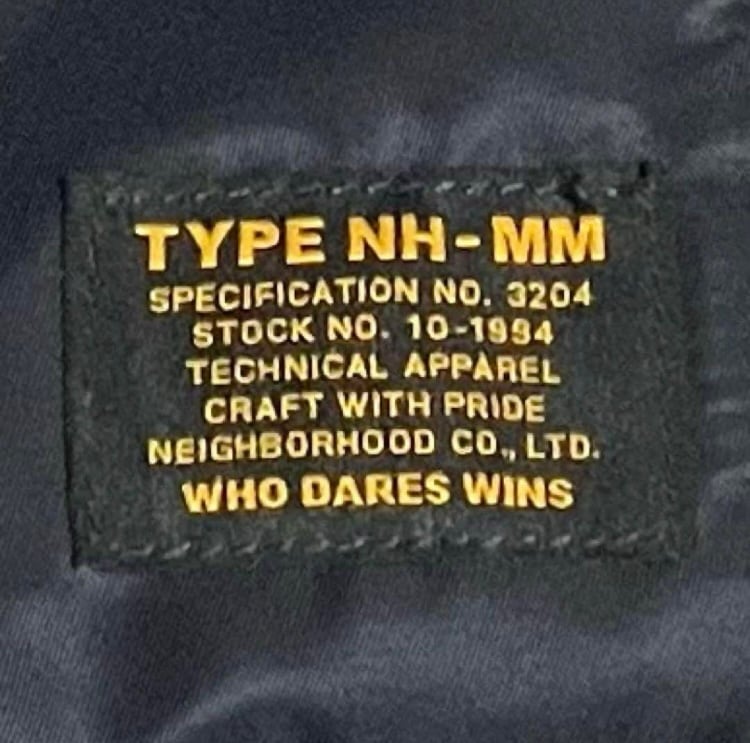 TYPE NH-MM
SPECIFICATION NO. 3204
STOCK NO. 10-1994
TECHNICAL APPAREL
CRAFT WITH PRIDE
NEIGHBORHOOD CO., LTD.
WHO DARES WINS